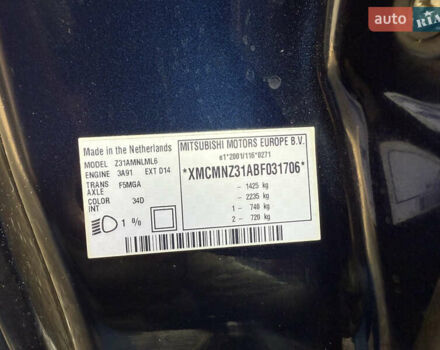 auto RIA
Made in the Netherlands
MODEL Z31AMNLML6
ENGINE 3A91 EXT D14
TRANS AXLE F5MGA
COLOR INT 34D
1 %
MITSUBISHI MOTORS EUROPE B.V.
e1*2001/116*0271
*XMCMNZ31ABF031706*
- 1425 kg
- 2235 kg
1 - 740 kg
2 - 720 kg